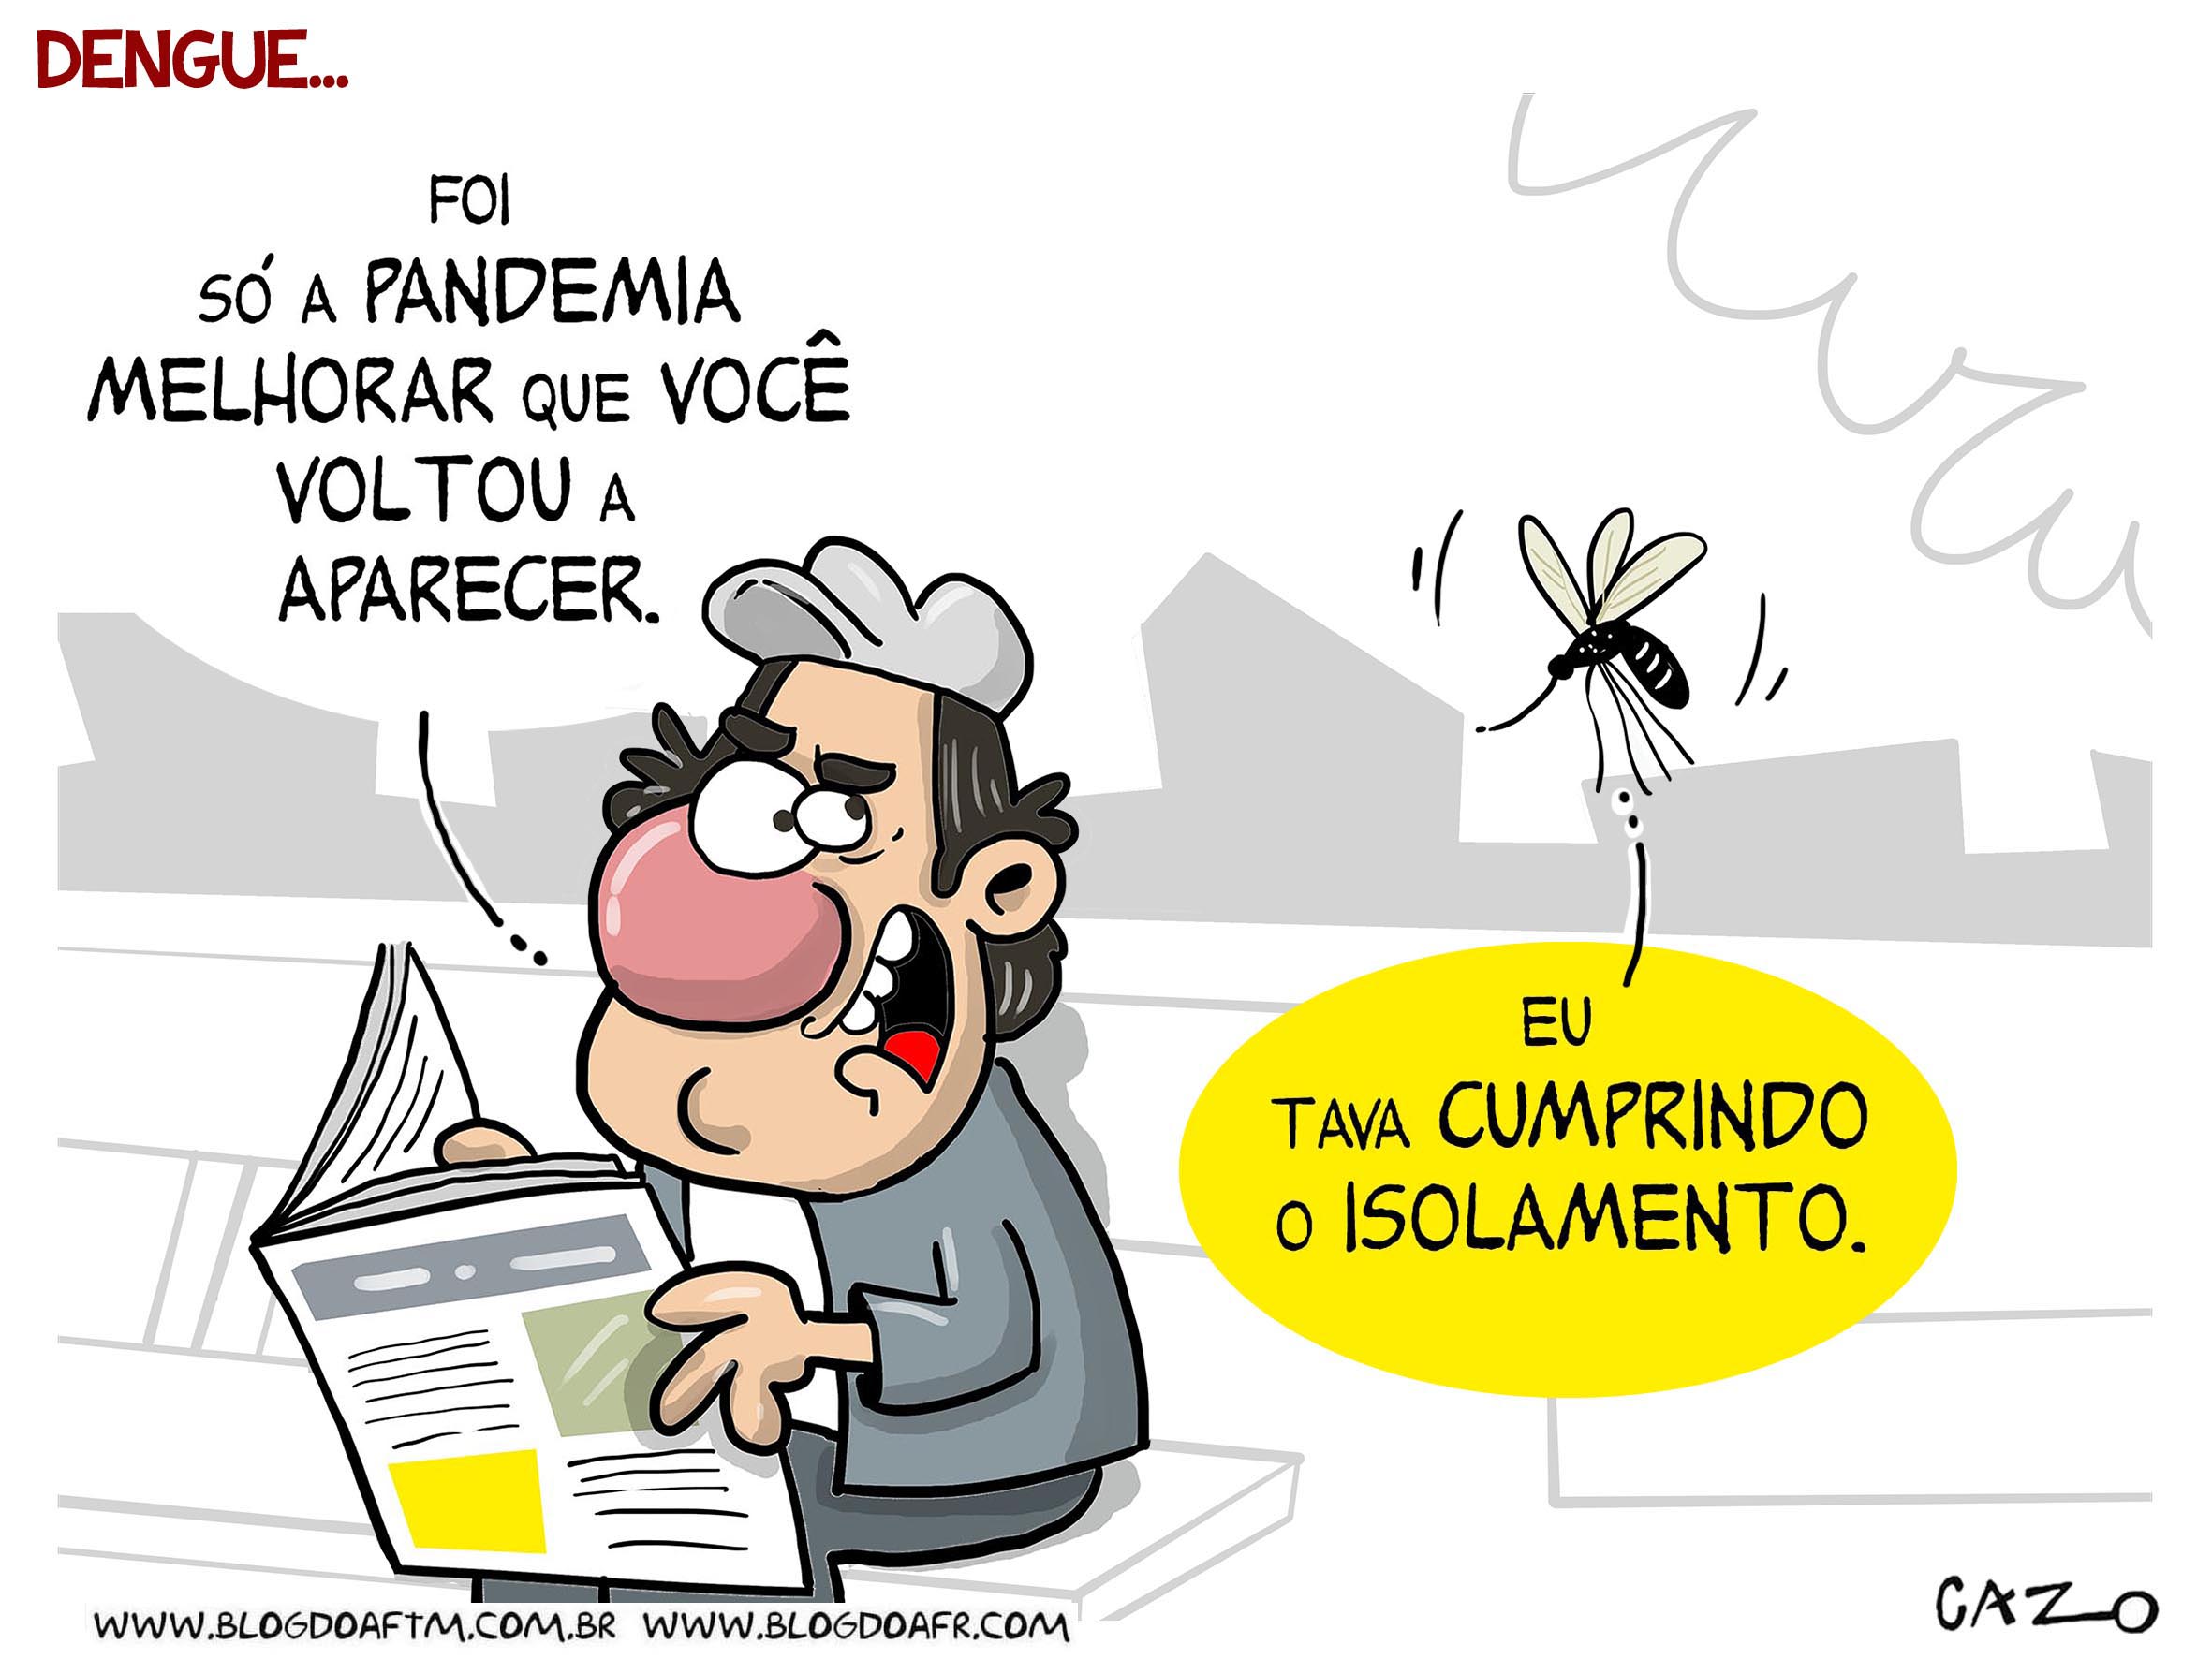 DENGUE...
FOI
SÓ A PANDEMIA
MELHORAR QUE VOCÊ
VOLTOU A
APARECER.
EU
TAVA CUMPRINDO
O ISOLAMENTO.
WWW.BLOGDOAFTM.COM.BR WWW.BLOGDOAFR.COM
CAZO